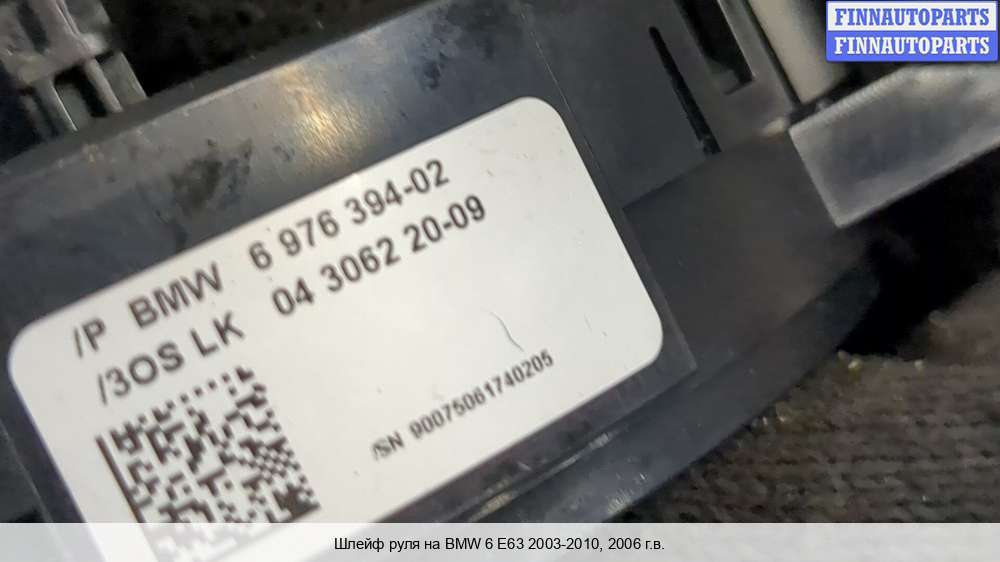 FINNAUTOPARTS
FINNAUTOPARTS
/P BMW 6 976 394-02
/3OS LK 04 3062 20-09
/SN 90075061740205
Шлейф руля на BMW 6 E63 2003-2010, 2006 г.в.